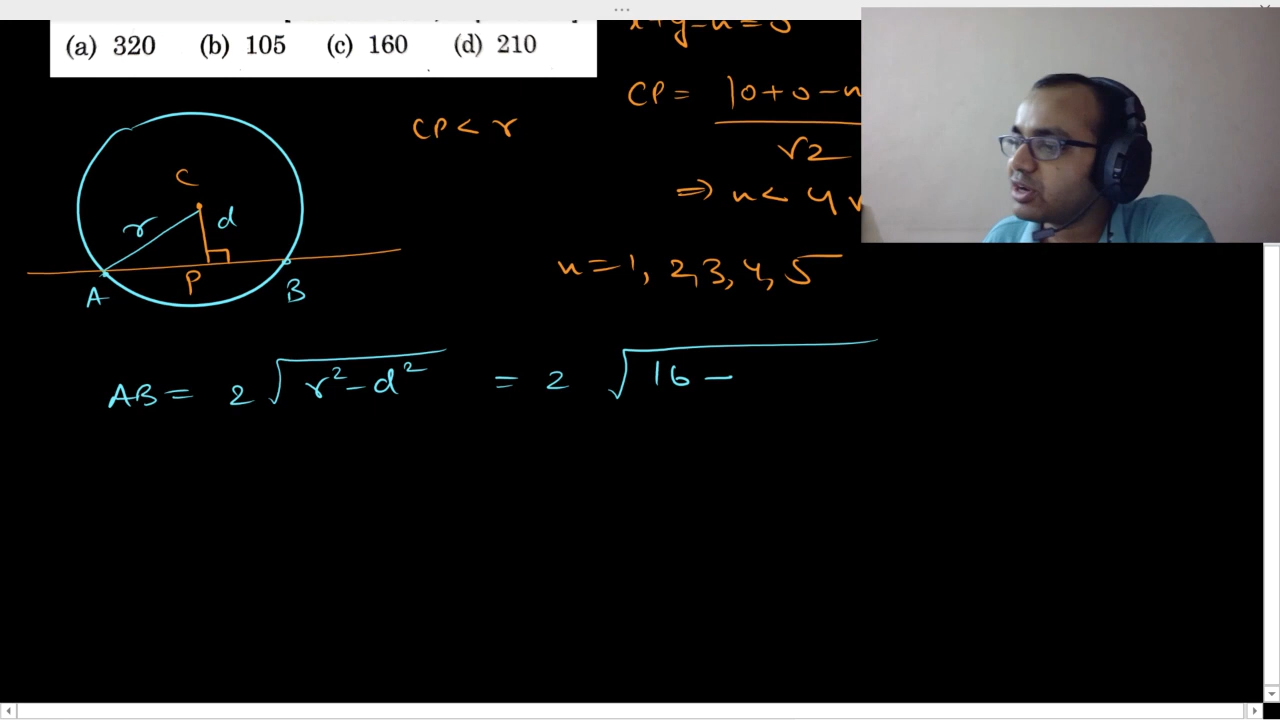 (a) 320 (b) 105 (c) 160 (d) 210
CP < r
CP = |0+0-n
√2
⇒ n < 4
n = 1, 2, 3, 4, 5
C
r
d
P
A
B
AB = 2 √r²-d² = 2 √16 -